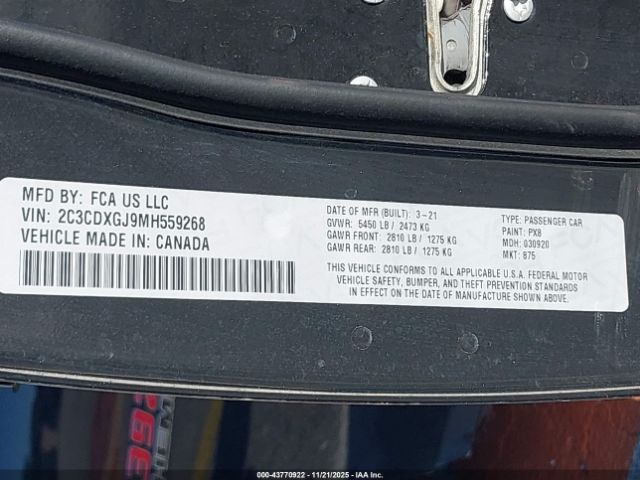 MFD BY: FCA US LLC
VIN: 2C3CDXGJ9MH559268
VEHICLE MADE IN: CANADA
DATE OF MFR (BUILT): 3-21
GVWR: 5450 LB / 2473 KG
GAWR FRONT: 2810 LB / 1275 KG
GAWR REAR: 2810 LB / 1275 KG
TYPE: PASSENGER CAR
PAINT: PX8
MDH: 030920
MKT: 875
THIS VEHICLE CONFORMS TO ALL APPLICABLE U.S.A. FEDERAL MOTOR
VEHICLE SAFETY, BUMPER, AND THEFT PREVENTION STANDARDS
IN EFFECT ON THE DATE OF MANUFACTURE SHOWN ABOVE.
392
HEM
000-43770922 - 11/21/2025 - IAA Inc.